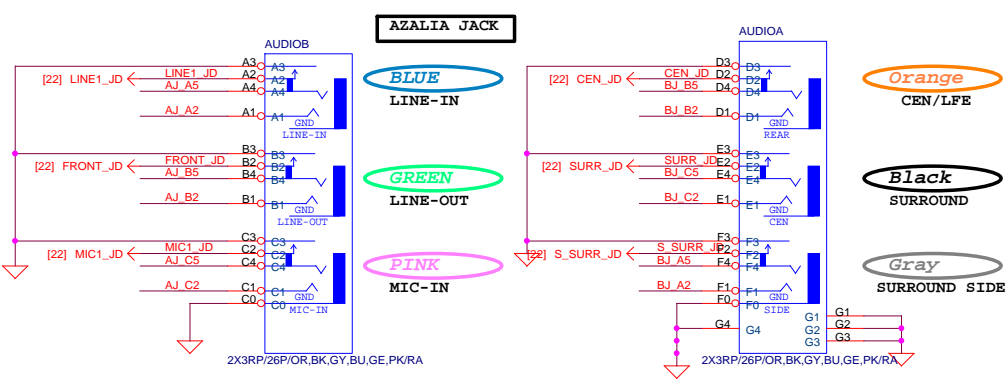 AZALIA JACK
AUDIOB
A3 A3
[22] LINE1_JD LINE1_JD A2 A2
AJ_A5 A4 A4
AJ_A2 A1 A1
GND
LINE-IN
BLUE
LINE-IN
B3 B3
[22] FRONT_JD FRONT_JD B2 B2
AJ_B5 B4 B4
AJ_B2 B1 B1
GND
LINE-OUT
GREEN
LINE-OUT
C3 C3
[22] MIC1_JD MIC1_JD C2 C2
AJ_C5 C4 C4
AJ_C2 C1 C1
GND
C0 C0
MIC-IN
PINK
MIC-IN
2X3RP/26P/OR,BK,GY,BU,GE,PK/RA
AUDIOA
D3 D3
[22] CEN_JD CEN_JD D2 D2
BJ_B5 D4 D4
BJ_B2 D1 D1
GND
REAR
Orange
CEN/LFE
E3 E3
[22] SURR_JD SURR_JD E2 E2
BJ_C5 E4 E4
BJ_C2 E1 E1
GND
CEN
Black
SURROUND
F3 F3
[22] S_SURR_JD S_SURR_JD F2 F2
BJ_A5 F4 F4
BJ_A2 F1 F1
GND
F0 F0
SIDE
Gray
SURROUND SIDE
G4 G4
G1 G1
G2 G2
G3 G3
2X3RP/26P/OR,BK,GY,BU,GE,PK/RA